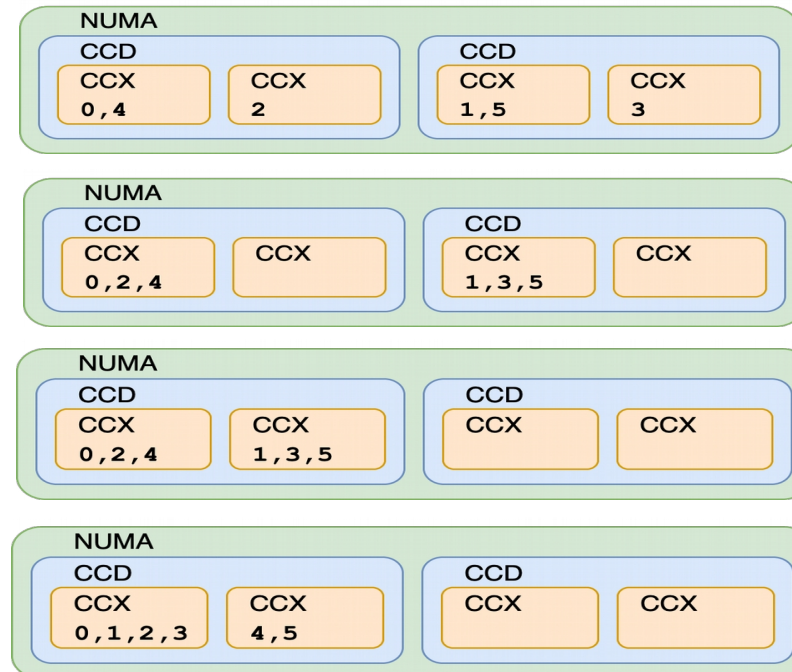 NUMA
CCD CCD
CCX CCX CCX CCX
0,4 2 1,5 3
NUMA
CCD CCD
CCX CCX CCX CCX
0,2,4 1,3,5
NUMA
CCD CCD
CCX CCX CCX CCX
0,2,4 1,3,5
NUMA
CCD CCD
CCX CCX CCX CCX
0,1,2,3 4,5